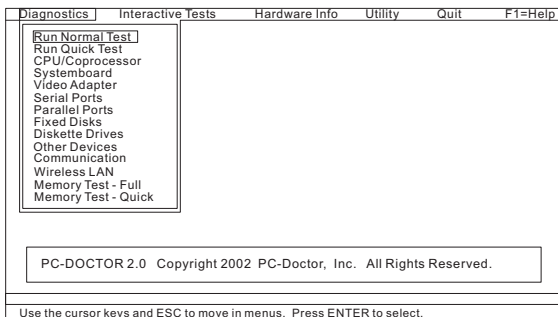 Diagnostics Interactive Tests Hardware Info Utility Quit F1=Help
Run Normal Test
Run Quick Test
CPU/Coprocessor
Systemboard
Video Adapter
Serial Ports
Parallel Ports
Fixed Disks
Diskette Drives
Other Devices
Communication
Wireless LAN
Memory Test - Full
Memory Test - Quick
PC-DOCTOR 2.0 Copyright 2002 PC-Doctor, Inc. All Rights Reserved.
Use the cursor keys and ESC to move in menus. Press ENTER to select.